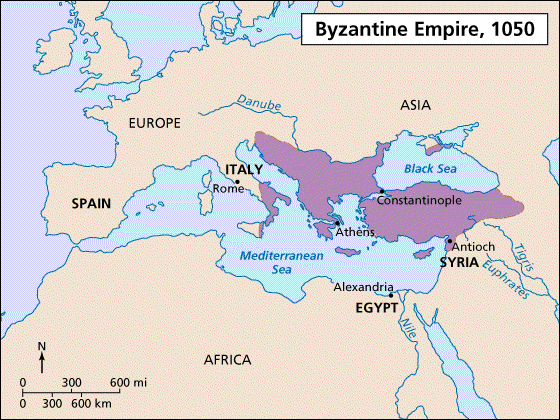 Byzantine Empire, 1050
ASIA
Danube
EUROPE
Black Sea
ITALY
Rome
SPAIN
Constantinople
Athens
Antioch
Tigris
Mediterranean
Sea
SYRIA
Euphrates
Alexandria
EGYPT
Nile
AFRICA
N
0 300 600 mi
0 300 600 km